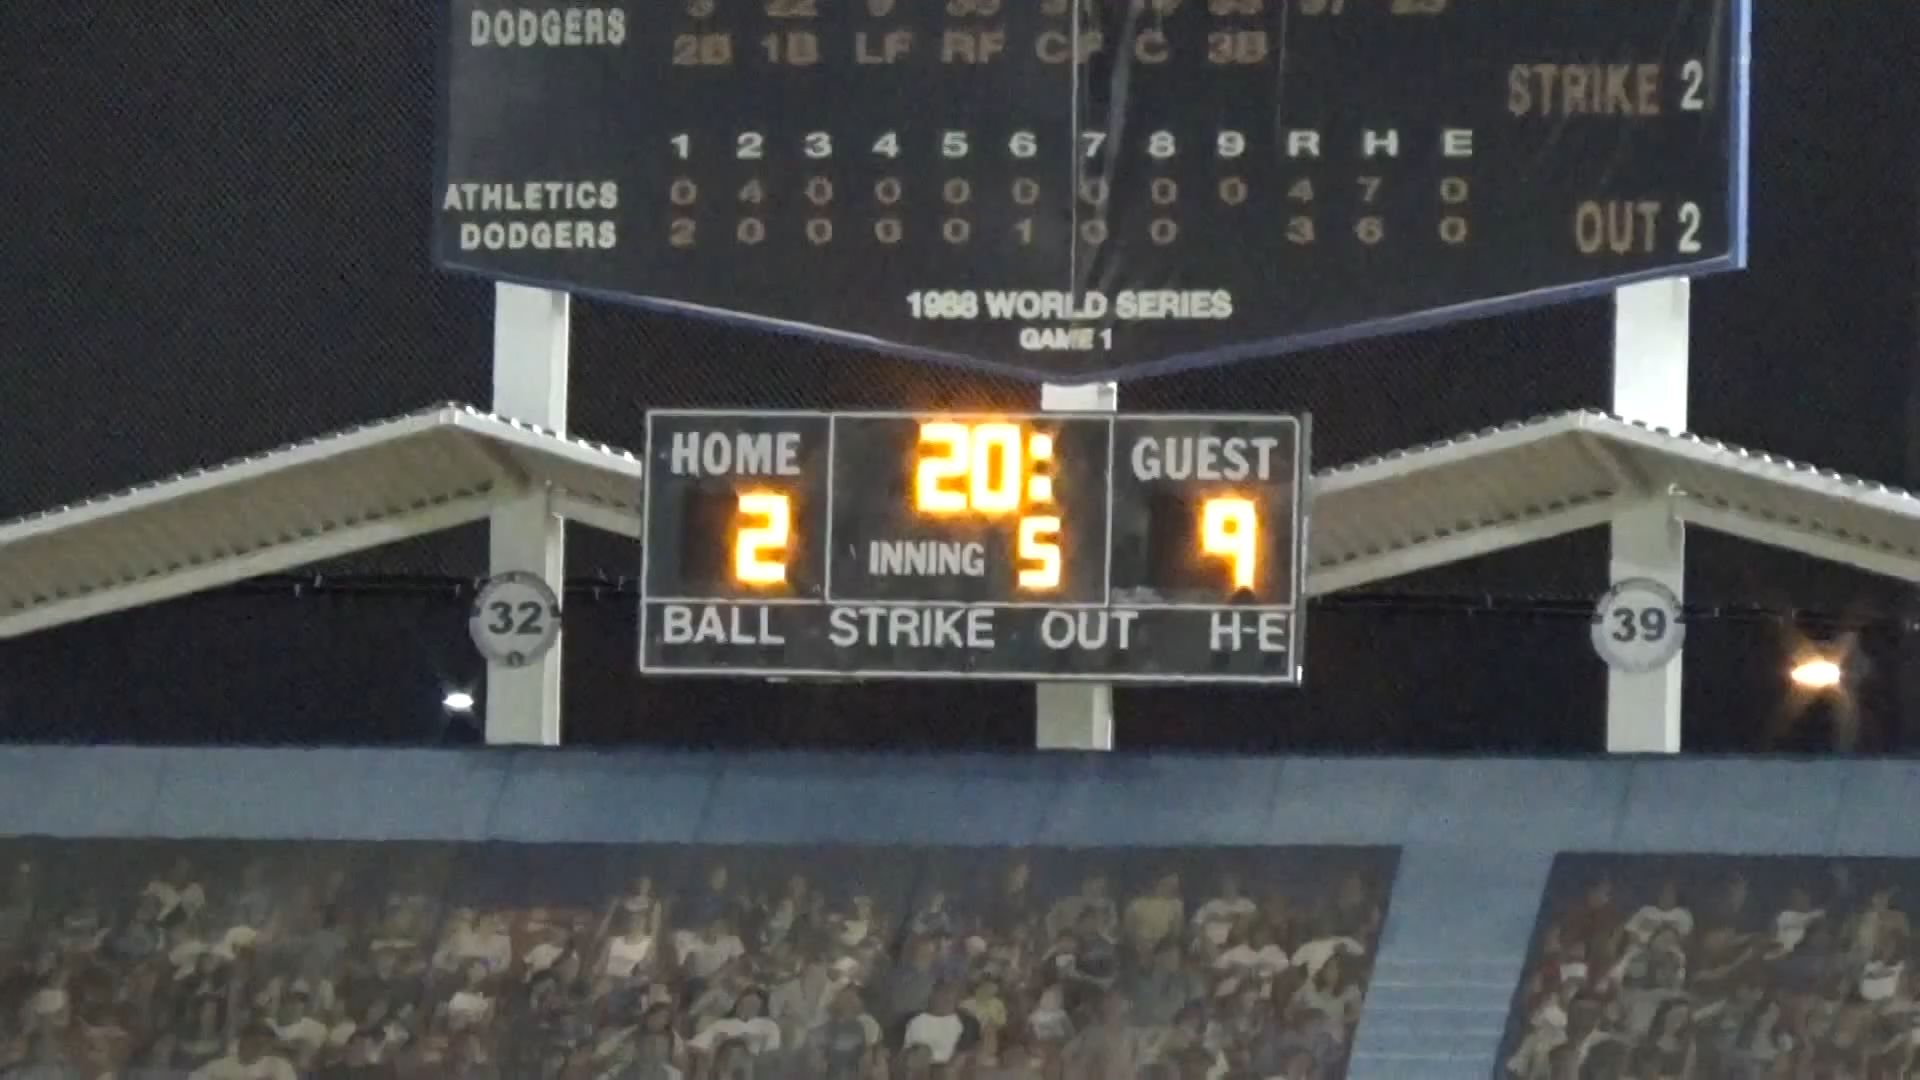 DODGERS
2B 1B LF RF CF C 3B
STRIKE 2
1 2 3 4 5 6 7 8 9 R H E
ATHLETICS 0 4 0 0 0 0 0 0 0 4 7 0
DODGERS 2 0 0 0 0 1 0 0 3 6 0
OUT 2
1988 WORLD SERIES
GAME 1
HOME 20: GUEST
2 INNING 5 9
BALL STRIKE OUT H-E
32
39